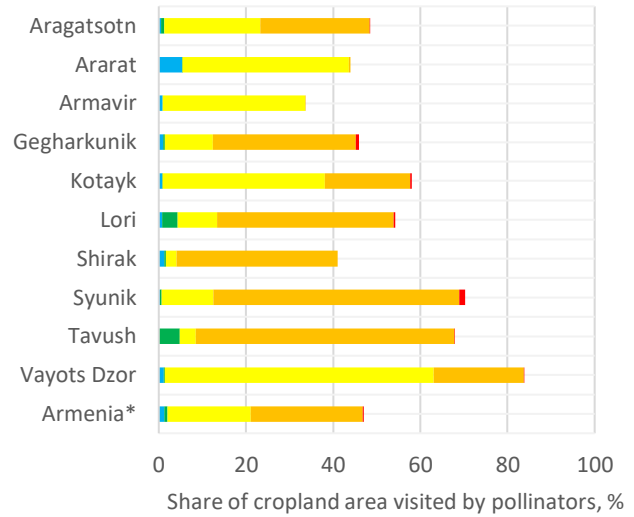 Aragatsotn
Ararat
Armavir
Gegharkunik
Kotayk
Lori
Shirak
Syunik
Tavush
Vayots Dzor
Armenia*
0 20 40 60 80 100
Share of cropland area visited by pollinators, %